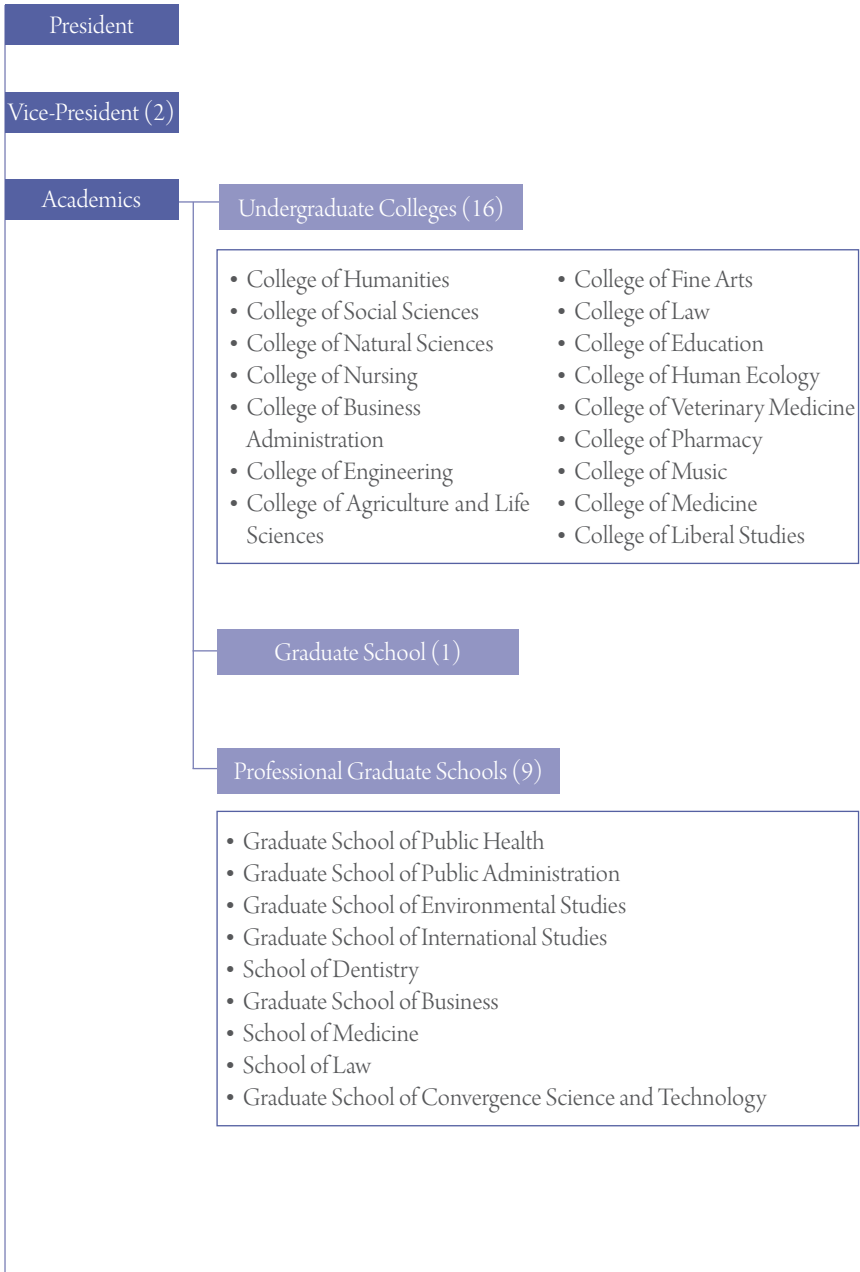 President
Vice-President (2)
Academics
Undergraduate Colleges (16)
• College of Humanities
• College of Social Sciences
• College of Natural Sciences
• College of Nursing
• College of Business
Administration
• College of Engineering
• College of Agriculture and Life
Sciences
• College of Fine Arts
• College of Law
• College of Education
• College of Human Ecology
• College of Veterinary Medicine
• College of Pharmacy
• College of Music
• College of Medicine
• College of Liberal Studies
Graduate School (1)
Professional Graduate Schools (9)
• Graduate School of Public Health
• Graduate School of Public Administration
• Graduate School of Environmental Studies
• Graduate School of International Studies
• School of Dentistry
• Graduate School of Business
• School of Medicine
• School of Law
• Graduate School of Convergence Science and Technology